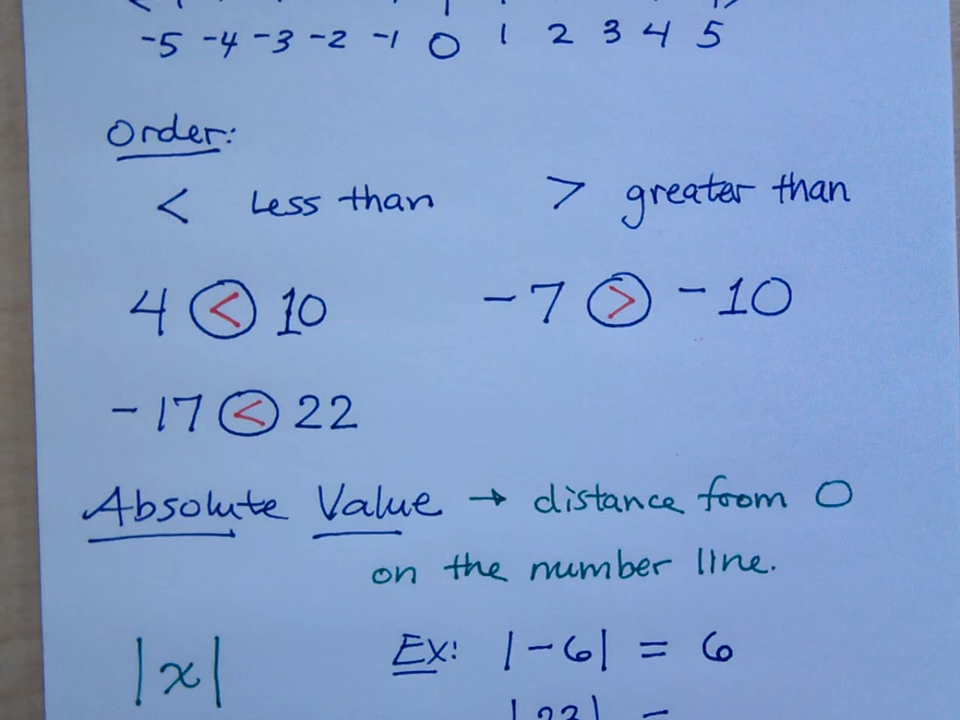 -5 -4 -3 -2 -1 0 1 2 3 4 5
Order:
< Less than > greater than
4 < 10 -7 > -10
-17 < 22
Absolute Value → distance from 0
on the number line.
|x| Ex: |-6| = 6
|23| =